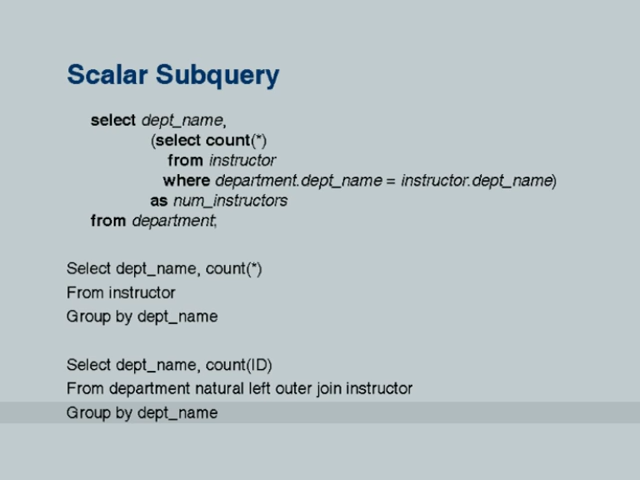 Scalar Subquery
select dept_name,
(select count(*)
from instructor
where department.dept_name = instructor.dept_name)
as num_instructors
from department;
Select dept_name, count(*)
From instructor
Group by dept_name
Select dept_name, count(ID)
From department natural left outer join instructor
Group by dept_name